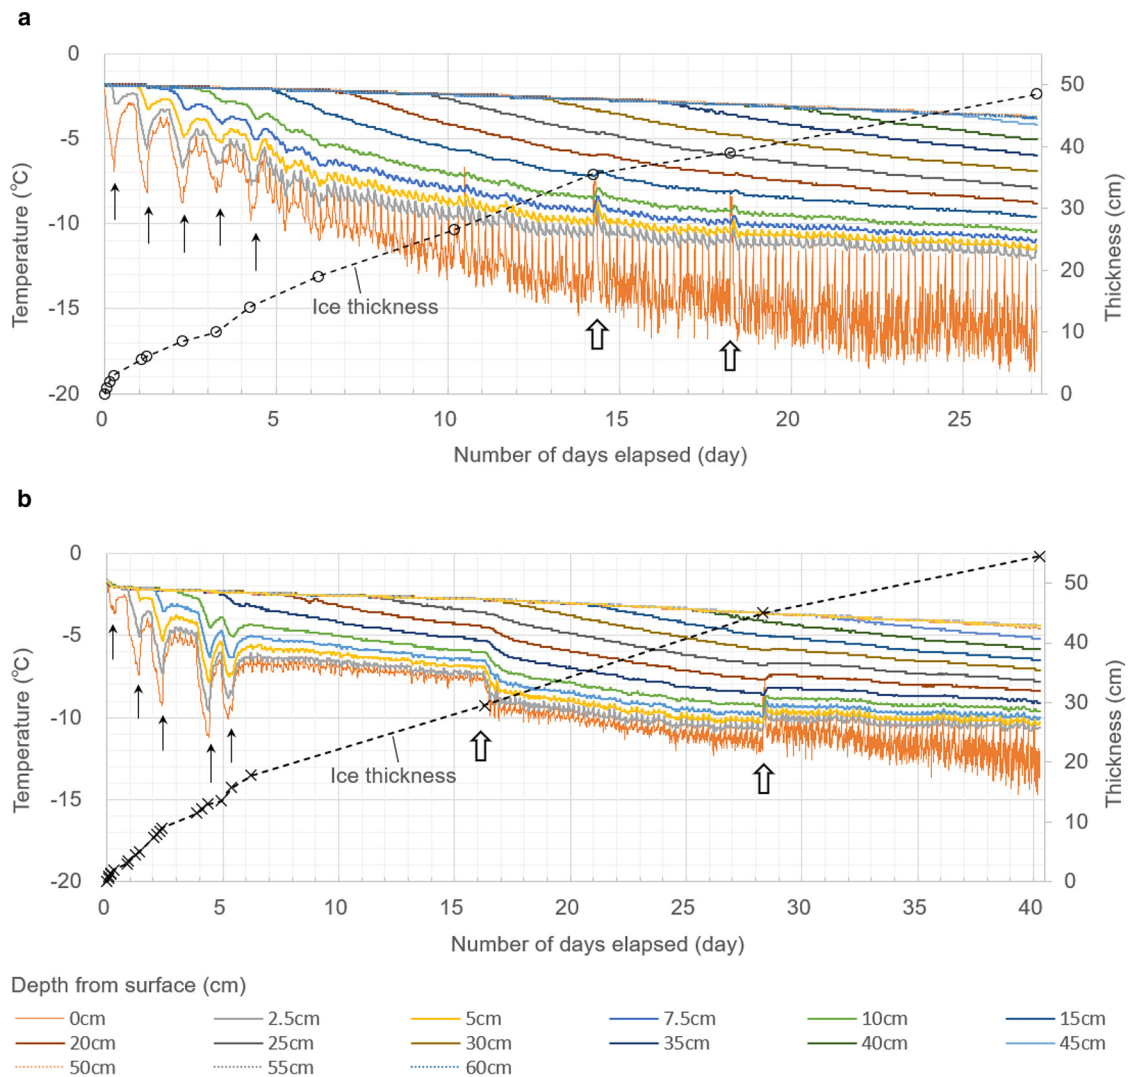 a
0
-5
-10
-15
-20
Temperature (°C)
50
40
30
20
10
0
Thickness (cm)
Ice thickness
0 5 10 15 20 25
Number of days elapsed (day)
b
0
-5
-10
-15
-20
Temperature (°C)
50
40
30
20
10
0
Thickness (cm)
Ice thickness
0 5 10 15 20 25 30 35 40
Number of days elapsed (day)
Depth from surface (cm)
0cm 2.5cm 5cm 7.5cm 10cm 15cm
20cm 25cm 30cm 35cm 40cm 45cm
50cm 55cm 60cm